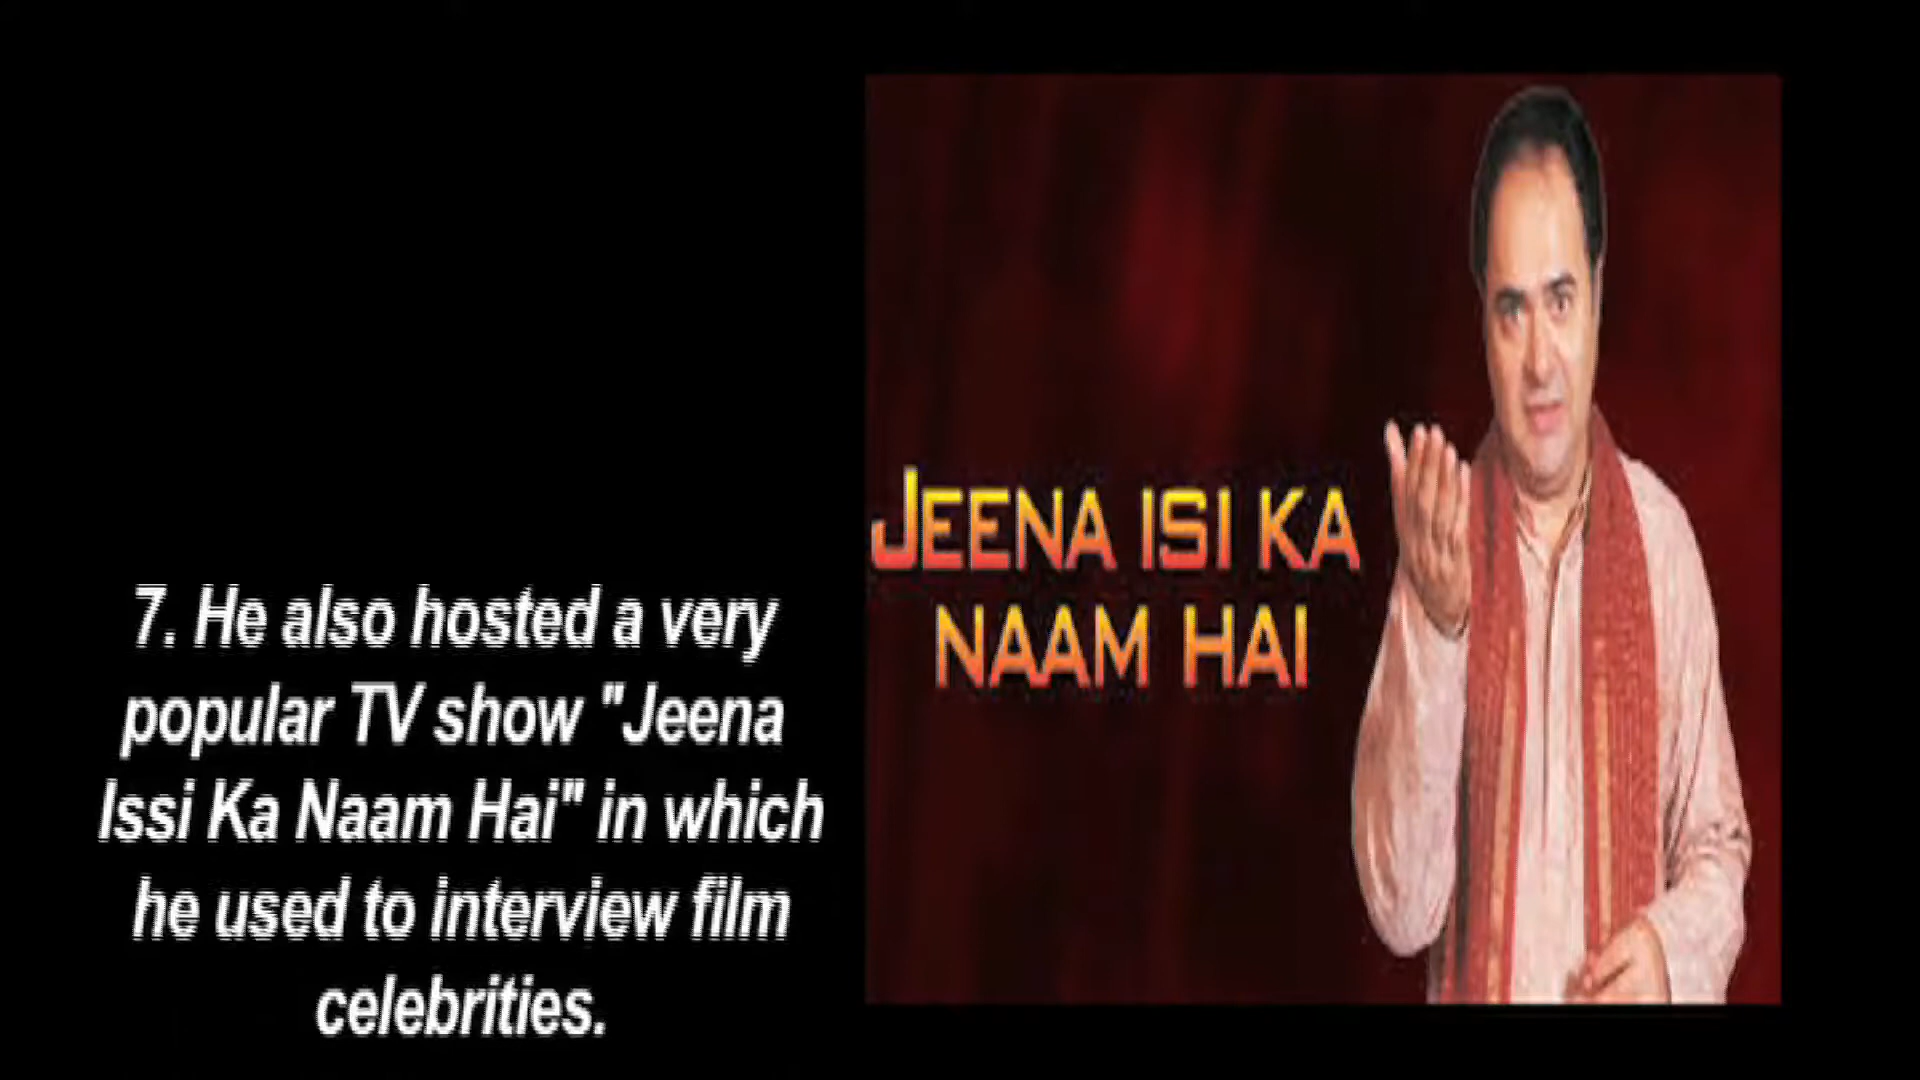 7. He also hosted a very
popular TV show "Jeena
Issi Ka Naam Hai" in which
he used to interview film
celebrities.
JEENA ISI KA
NAAM HAI